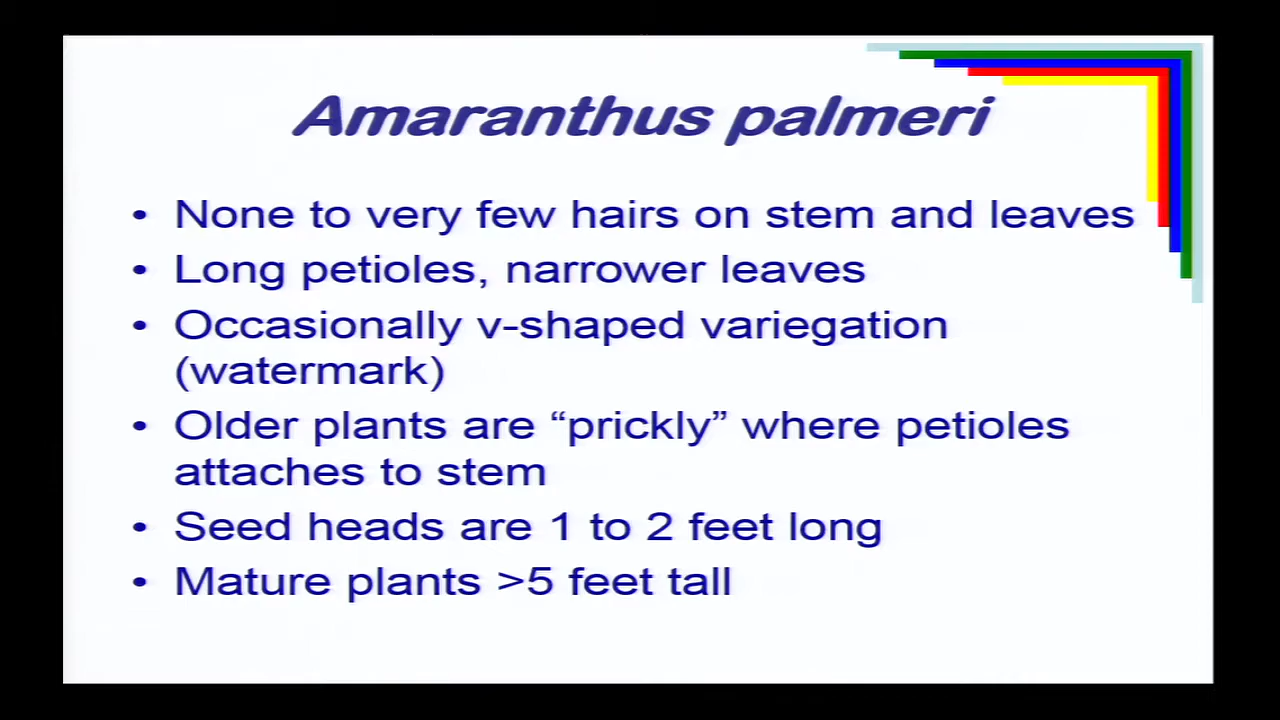 Amaranthus palmeri
• None to very few hairs on stem and leaves
• Long petioles, narrower leaves
• Occasionally v-shaped variegation
(watermark)
• Older plants are “prickly” where petioles
attaches to stem
• Seed heads are 1 to 2 feet long
• Mature plants >5 feet tall